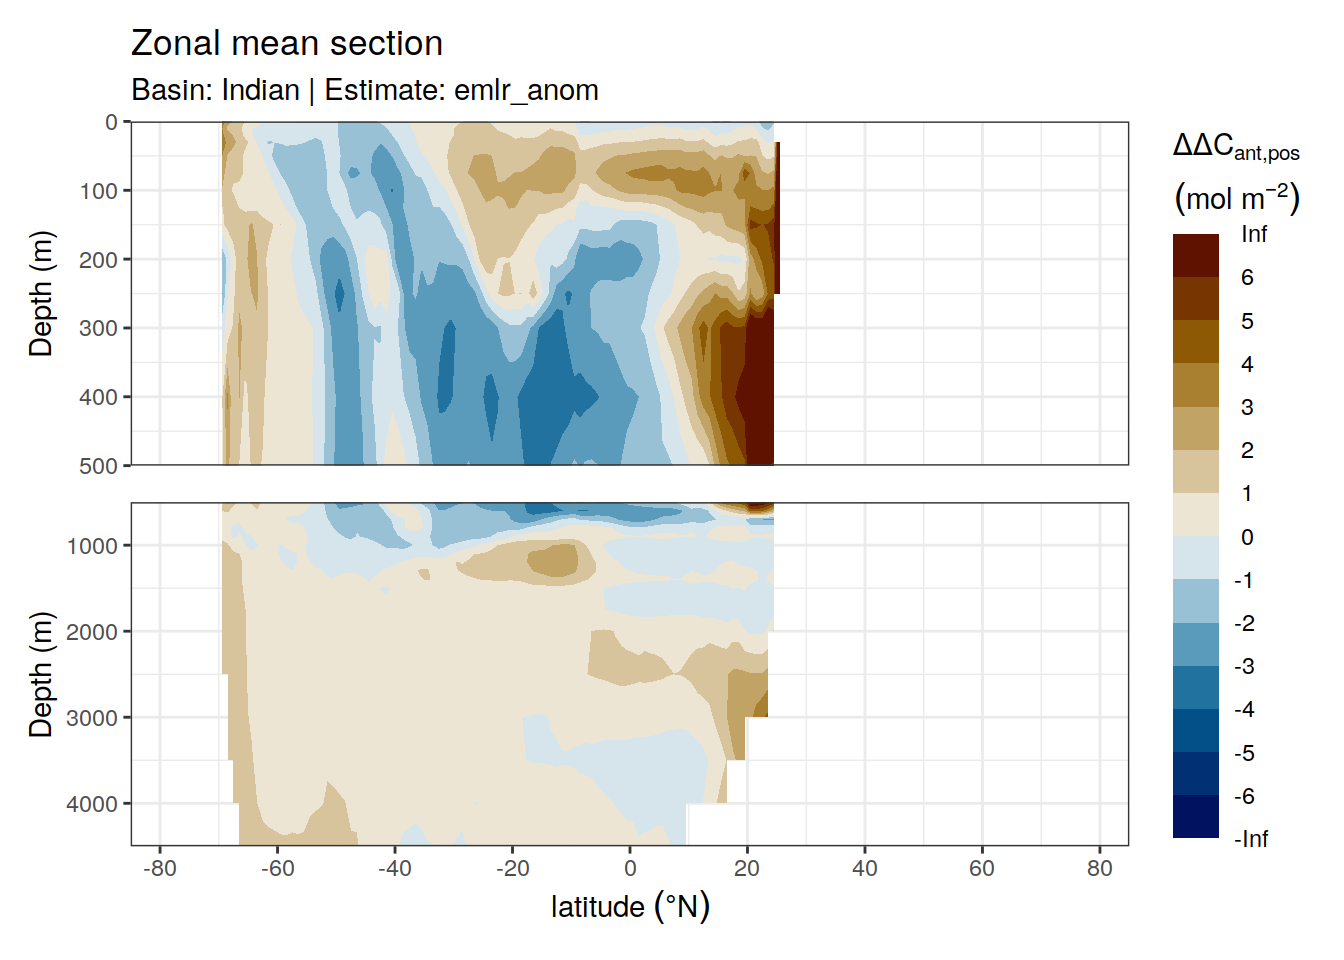 Zonal mean section
Basin: Indian | Estimate: emlr_anom
0
100
200
300
400
500
Depth (m)
1000
2000
3000
4000
Depth (m)
-80 -60 -40 -20 0 20 40 60 80
latitude (°N)
ΔΔC_ant,pos
(mol m⁻²)
Inf
6
5
4
3
2
1
0
-1
-2
-3
-4
-5
-6
-Inf